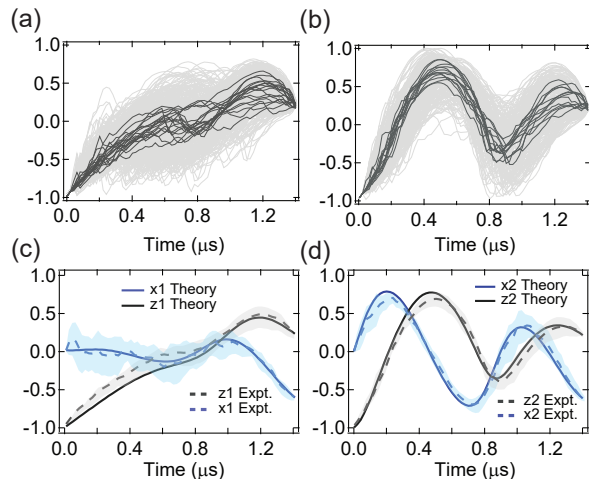 (a)
(b)
1.0
0.5
0.0
-0.5
-1.0
0.0 0.4 0.8 1.2
Time (μs)
1.0
0.5
0.0
-0.5
-1.0
0.0 0.4 0.8 1.2
Time (μs)
(c)
1.0
0.5
0.0
-0.5
-1.0
x1 Theory
z1 Theory
z1 Expt.
x1 Expt.
0.0 0.4 0.8 1.2
Time (μs)
(d)
1.0
0.5
0.0
-0.5
-1.0
x2 Theory
z2 Theory
z2 Expt.
x2 Expt.
0.0 0.4 0.8 1.2
Time (μs)